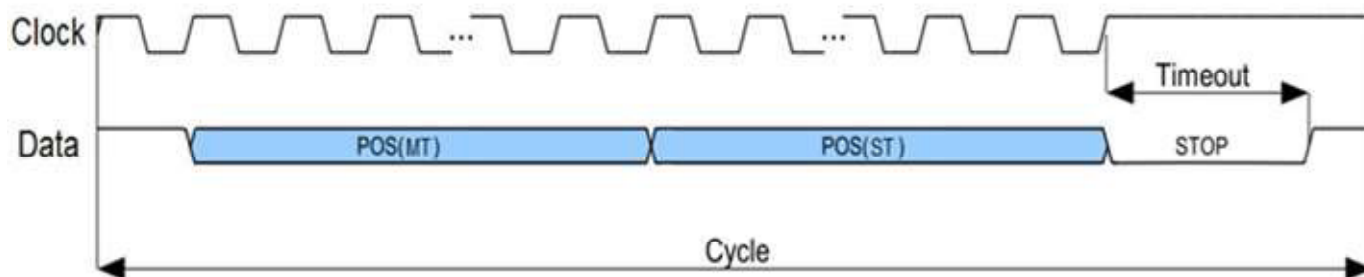 Clock
...
...
Timeout
Data
POS(MT)
POS(ST)
STOP
Cycle